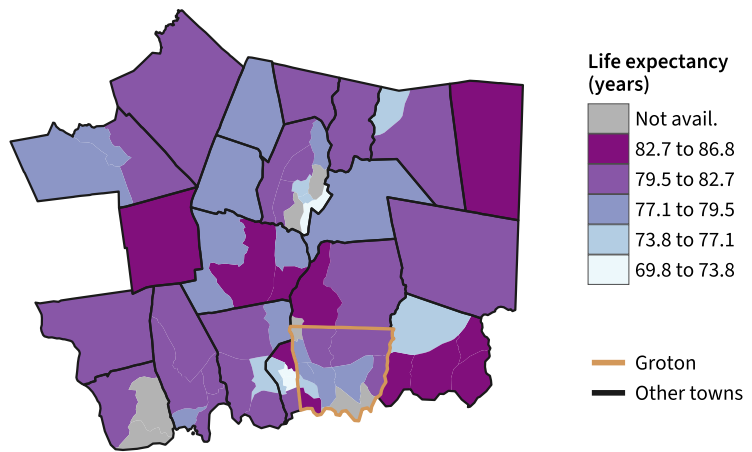 Life expectancy
(years)
Not avail.
82.7 to 86.8
79.5 to 82.7
77.1 to 79.5
73.8 to 77.1
69.8 to 73.8
Groton
Other towns